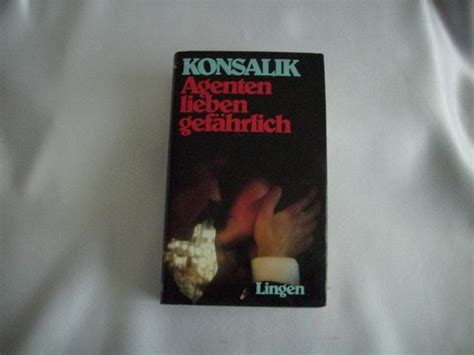 KONSALIK
Agenten
lieben
gefährlich
Lingen